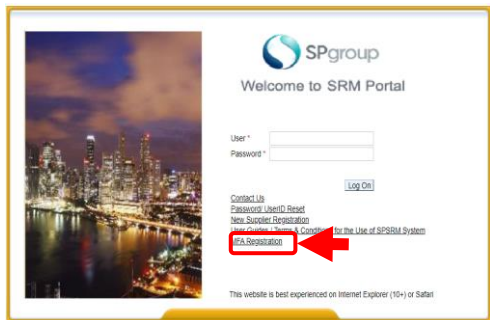 SPgroup
Welcome to SRM Portal
User *
Password *
Log On
Contact Us
Password/ UserID Reset
New Supplier Registration
User Guides / Terms & Conditions for the Use of SPSRM System
MFA Registration
This website is best experienced on Internet Explorer (10+) or Safari